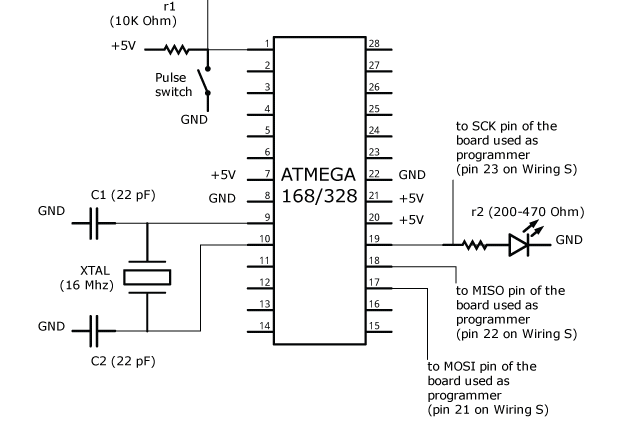 r1
(10K Ohm)
+5V
Pulse
switch
GND
1
2
3
4
5
6
+5V 7
GND 8
9
10
11
12
13
14
ATMEGA
168/328
28
27
26
25
24
23
22 GND
21 +5V
20 +5V
19
18
17
16
15
C1 (22 pF)
GND
XTAL
(16 Mhz)
GND
C2 (22 pF)
to SCK pin of the
board used as
programmer
(pin 23 on Wiring S)
r2 (200-470 Ohm)
GND
to MISO pin of the
board used as
programmer
(pin 22 on Wiring S)
to MOSI pin of the
board used as
programmer
(pin 21 on Wiring S)